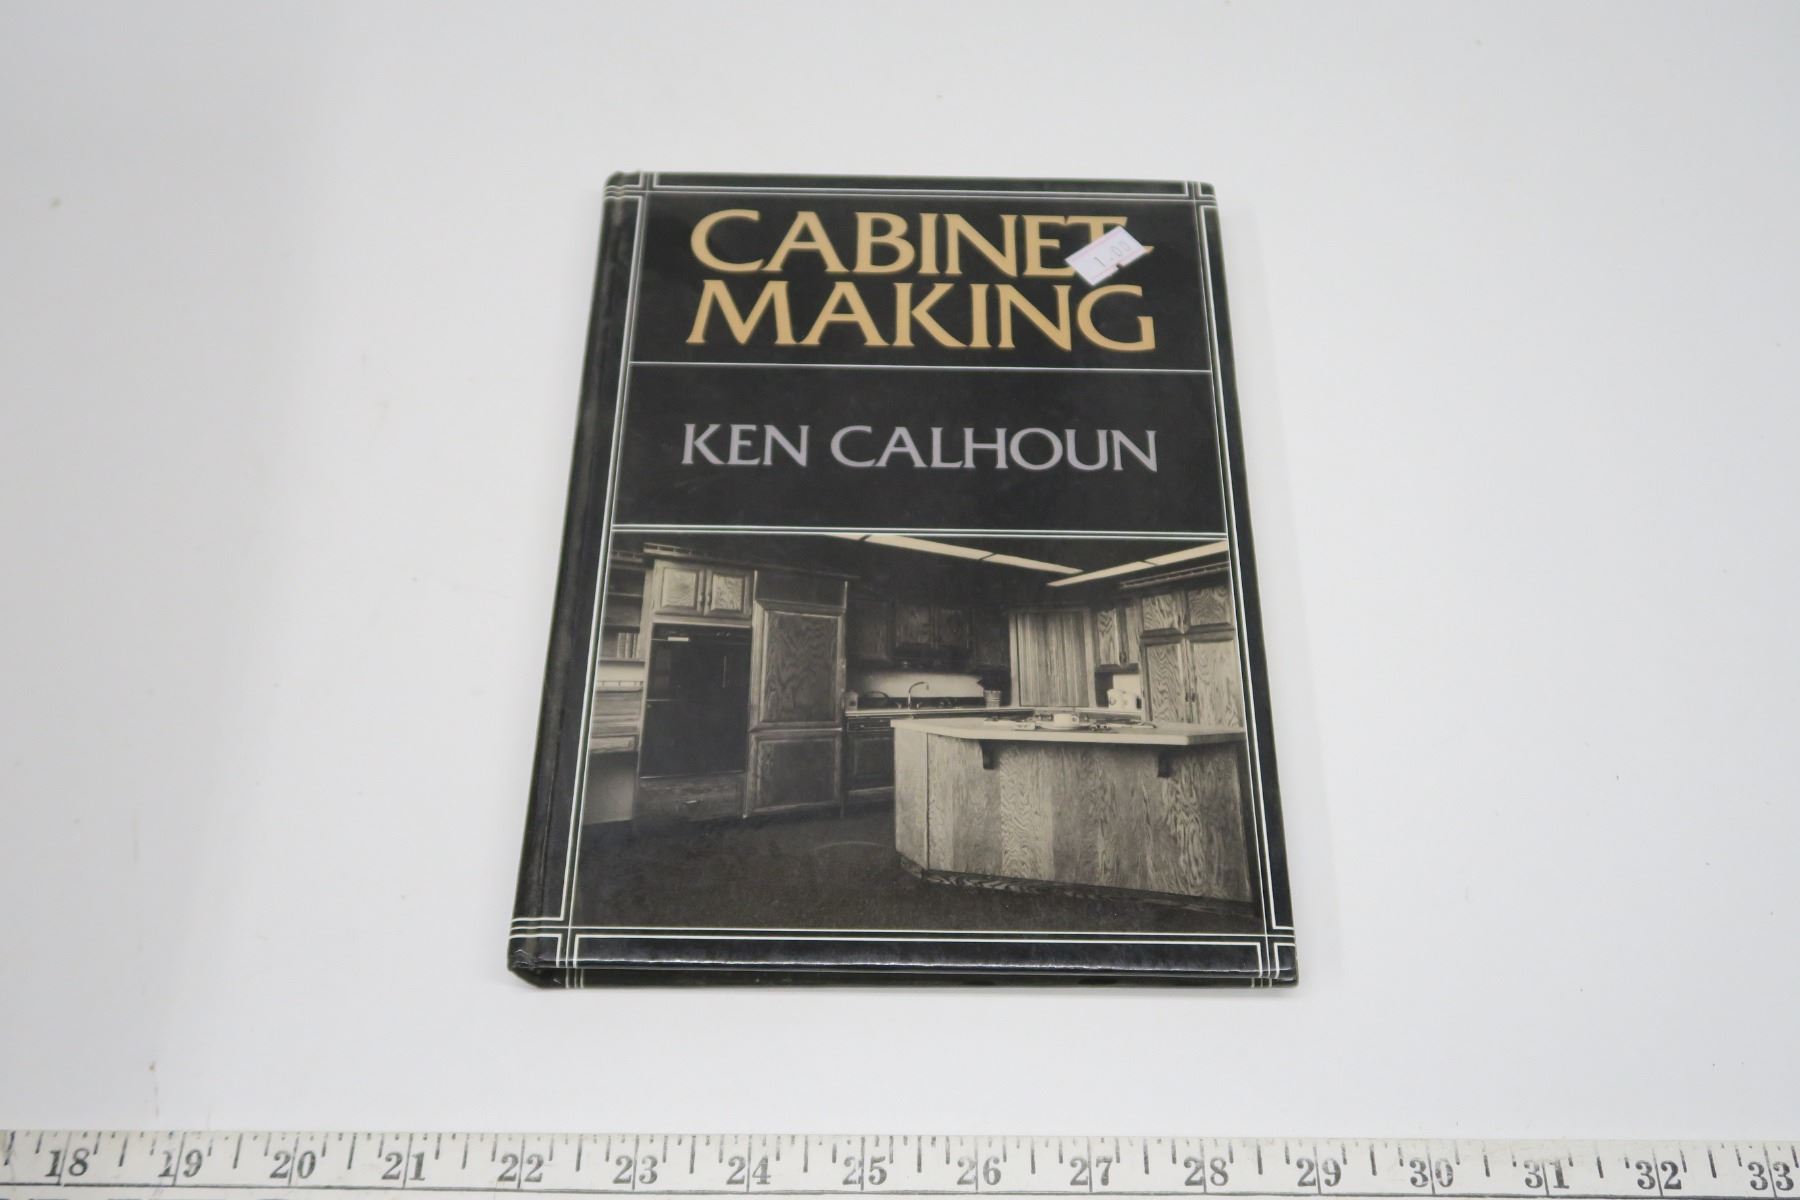 CABINET-
MAKING
1.00
KEN CALHOUN
18 19 20 21 22 23 24 25 26 27 28 29 30 31 32 33